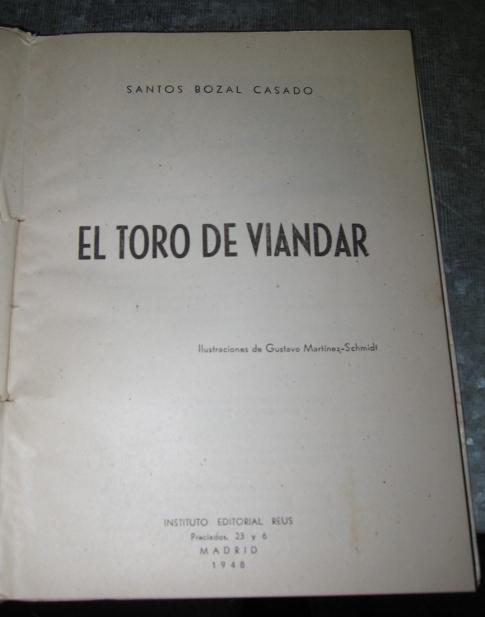 SANTOS BOZAL CASADO
EL TORO DE VIANDAR
Ilustraciones de Gustavo Martínez-Schmidt
INSTITUTO EDITORIAL REUS
Preciados, 23 y 6
MADRID
1948